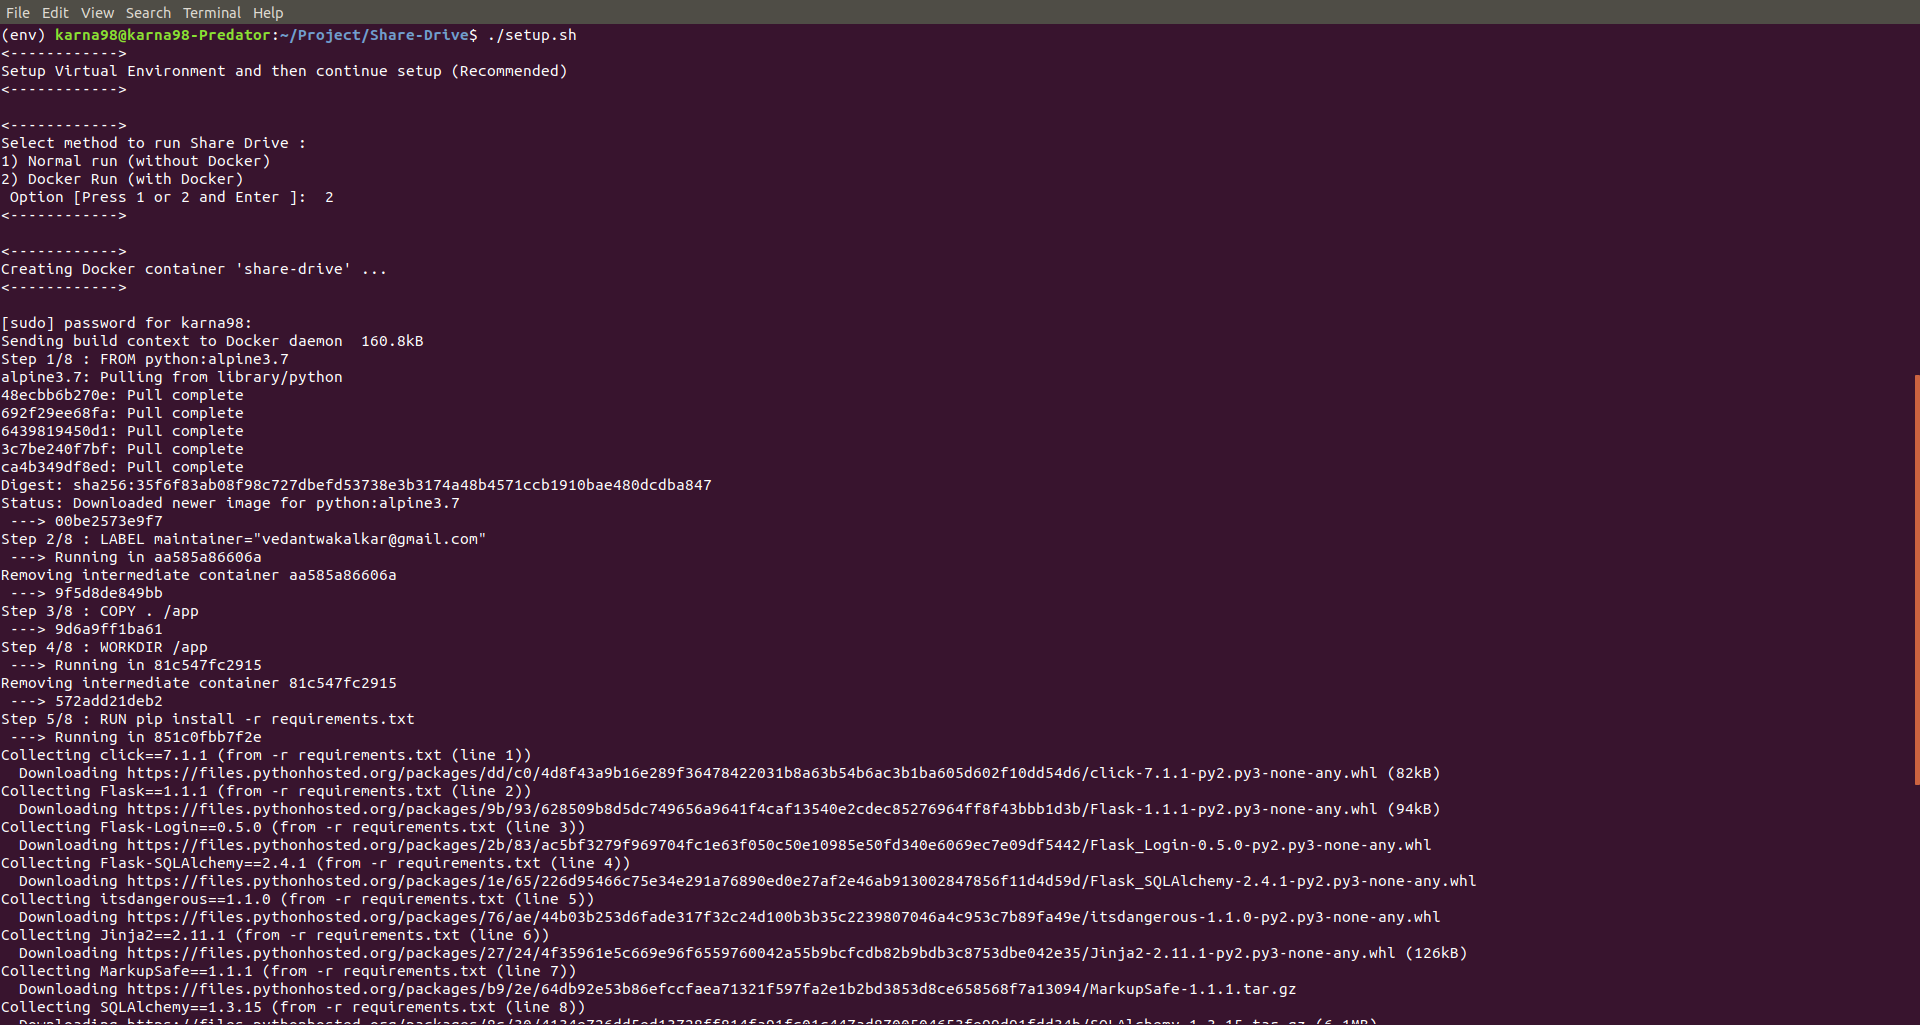 File Edit View Search Terminal Help
(env) karna98@karna98-Predator:~/Project/Share-Drive$ ./setup.sh
<------------>
Setup Virtual Environment and then continue setup (Recommended)
<------------>
<------------>
Select method to run Share Drive :
1) Normal run (without Docker)
2) Docker Run (with Docker)
 Option [Press 1 or 2 and Enter ]:  2
<------------>
<------------>
Creating Docker container 'share-drive' ...
<------------>
[sudo] password for karna98:
Sending build context to Docker daemon  160.8kB
Step 1/8 : FROM python:alpine3.7
alpine3.7: Pulling from library/python
48ecbb6b270e: Pull complete
692f29ee68fa: Pull complete
6439819450d1: Pull complete
3c7be240f7bf: Pull complete
ca4b349df8ed: Pull complete
Digest: sha256:35f6f83ab08f98c727dbefd53738e3b3174a48b4571ccb1910bae480dcdba847
Status: Downloaded newer image for python:alpine3.7
 ---> 00be2573e9f7
Step 2/8 : LABEL maintainer="vedantwakalkar@gmail.com"
 ---> Running in aa585a86606a
Removing intermediate container aa585a86606a
 ---> 9f5d8de849bb
Step 3/8 : COPY . /app
 ---> 9d6a9ff1ba61
Step 4/8 : WORKDIR /app
 ---> Running in 81c547fc2915
Removing intermediate container 81c547fc2915
 ---> 572add21deb2
Step 5/8 : RUN pip install -r requirements.txt
 ---> Running in 851c0fbb7f2e
Collecting click==7.1.1 (from -r requirements.txt (line 1))
  Downloading https://files.pythonhosted.org/packages/dd/c0/4d8f43a9b16e289f36478422031b8a63b54b6ac3b1ba605d602f10dd54d6/click-7.1.1-py2.py3-none-any.whl (82kB)
Collecting Flask==1.1.1 (from -r requirements.txt (line 2))
  Downloading https://files.pythonhosted.org/packages/9b/93/628509b8d5dc749656a9641f4caf13540e2cdec85276964ff8f43bbb1d3b/Flask-1.1.1-py2.py3-none-any.whl (94kB)
Collecting Flask-Login==0.5.0 (from -r requirements.txt (line 3))
  Downloading https://files.pythonhosted.org/packages/2b/83/ac5bf3279f969704fc1e63f050c50e10985e50fd340e6069ec7e09df5442/Flask_Login-0.5.0-py2.py3-none-any.whl
Collecting Flask-SQLAlchemy==2.4.1 (from -r requirements.txt (line 4))
  Downloading https://files.pythonhosted.org/packages/1e/65/226d95466c75e34e291a76890ed0e27af2e46ab913002847856f11d4d59d/Flask_SQLAlchemy-2.4.1-py2.py3-none-any.whl
Collecting itsdangerous==1.1.0 (from -r requirements.txt (line 5))
  Downloading https://files.pythonhosted.org/packages/76/ae/44b03b253d6fade317f32c24d100b3b35c2239807046a4c953c7b89fa49e/itsdangerous-1.1.0-py2.py3-none-any.whl
Collecting Jinja2==2.11.1 (from -r requirements.txt (line 6))
  Downloading https://files.pythonhosted.org/packages/27/24/4f35961e5c669e96f6559760042a55b9bcfcdb82b9bdb3c8753dbe042e35/Jinja2-2.11.1-py2.py3-none-any.whl (126kB)
Collecting MarkupSafe==1.1.1 (from -r requirements.txt (line 7))
  Downloading https://files.pythonhosted.org/packages/b9/2e/64db92e53b86efccfaea71321f597fa2e1b2bd3853d8ce658568f7a13094/MarkupSafe-1.1.1.tar.gz
Collecting SQLAlchemy==1.3.15 (from -r requirements.txt (line 8))